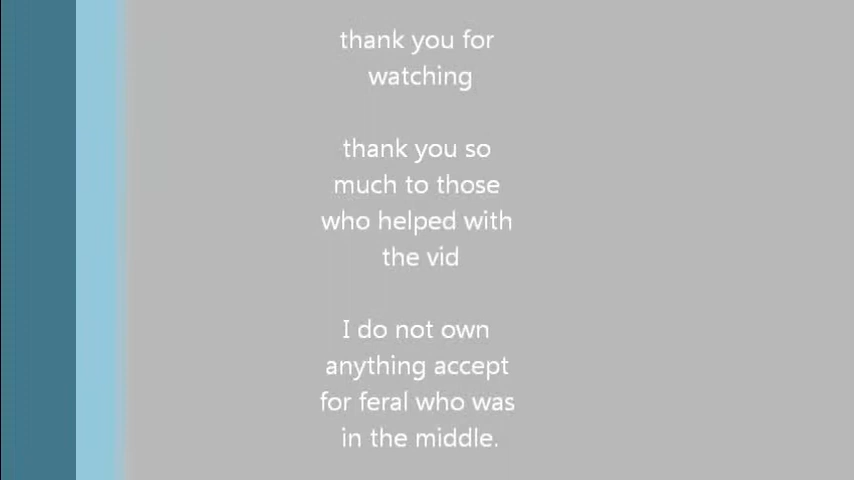 thank you for
watching
thank you so
much to those
who helped with
the vid
I do not own
anything accept
for feral who was
in the middle.